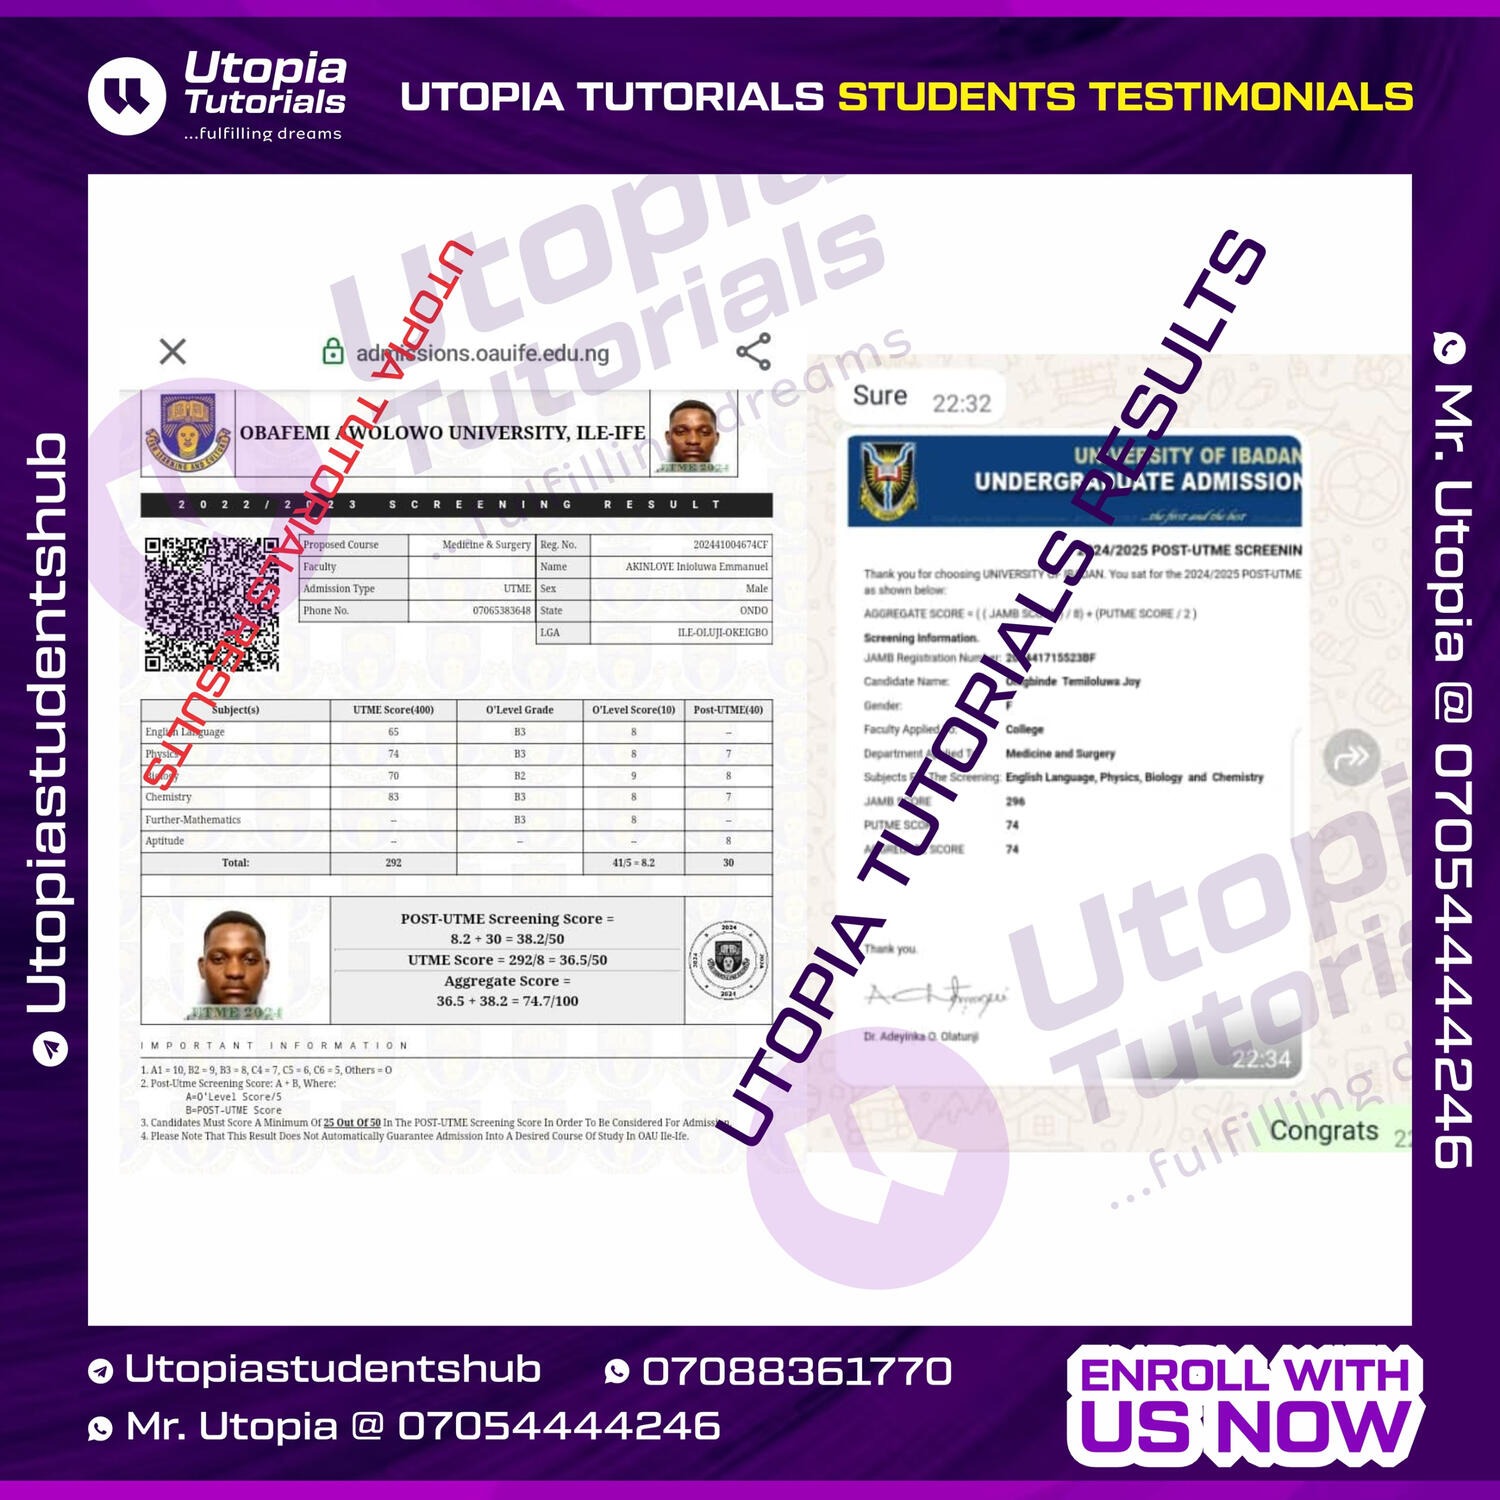 Utopia
Tutorials
...fulfilling dreams
UTOPIA TUTORIALS STUDENTS TESTIMONIALS
Utopiastudentshub
Mr. Utopia @ 07054444246
Utopia
Tutorials
...fulfilling dreams
UTOPIA TUTORIALS RESULTS
admissions.oauife.edu.ng
OBAFEMI AWOLOWO UNIVERSITY, ILE-IFE
UTME 2024
2022/2023 SCREENING RESULT
Proposed Course Medicine & Surgery Reg. No. 202441004674CF
Faculty Name AKINLOYE Inioluwa Emmanuel
Admission Type UTME Sex Male
Phone No. 07065383648 State ONDO
LGA ILE-OLUJI-OKEIGBO
Subject(s) UTME Score(400) O'Level Grade O'Level Score(10) Post-UTME(40)
English Language 65 B3 8 --
Physics 74 B3 8 7
Biology 70 B2 9 8
Chemistry 83 B3 8 7
Further-Mathematics -- B3 8 --
Aptitude -- -- -- 8
Total: 292 41/5 = 8.2 30
POST-UTME Screening Score =
8.2 + 30 = 38.2/50
UTME Score = 292/8 = 36.5/50
Aggregate Score =
36.5 + 38.2 = 74.7/100
UTME 2024
2024
2024
2024
2024
IMPORTANT INFORMATION
1. A1 = 10, B2 = 9, B3 = 8, C4 = 7, C5 = 6, C6 = 5, Others = O
2. Post-Utme Screening Score: A + B, Where:
A=O'Level Score/5
B=POST-UTME Score
3. Candidates Must Score A Minimum Of 25 Out Of 50 In The POST-UTME Screening Score In Order To Be Considered For Admission.
4. Please Note That This Result Does Not Automatically Guarantee Admission Into A Desired Course Of Study In OAU Ile-Ife.
UTOPIA TUTORIALS RESULTS
Sure 22:32
UNIVERSITY OF IBADAN
UNDERGRADUATE ADMISSION
...the first and the best
24/2025 POST-UTME SCREENIN
Thank you for choosing UNIVERSITY OF IBADAN. You sat for the 2024/2025 POST-UTME
as shown below:
AGGREGATE SCORE = ( ( JAMB SCORE ) / 8) + (PUTME SCORE / 2 )
Screening Information.
JAMB Registration Number: 441715523BF
Candidate Name: Temiloluwa Joy
Gender: F
Faculty Applied To: College
Department Applied To: Medicine and Surgery
Subjects For The Screening: English Language, Physics, Biology and Chemistry
JAMB SCORE 296
PUTME SCORE 74
AGGREGATE SCORE 74
Thank you.
Dr. Adeyinka O. Olatunji
22:34
Congrats 22
Utopi
Tutoria
...fulfilling d
Utopiastudentshub 07088361770
Mr. Utopia @ 07054444246
ENROLL WITH
US NOW